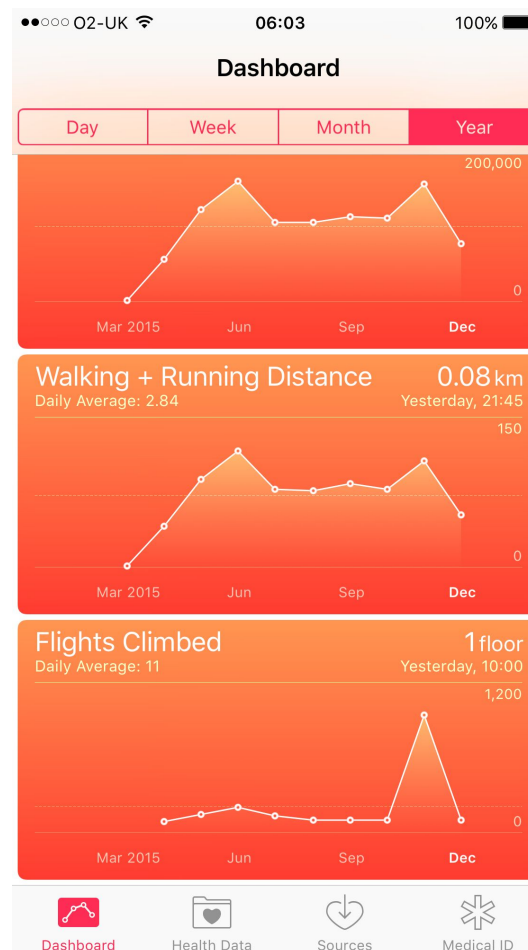 O2-UK 06:03 100%
Dashboard
Day Week Month Year
200,000
0
Mar 2015 Jun Sep Dec
Walking + Running Distance 0.08 km
Daily Average: 2.84 Yesterday, 21:45
150
0
Mar 2015 Jun Sep Dec
Flights Climbed 1 floor
Daily Average: 11 Yesterday, 10:00
1,200
0
Mar 2015 Jun Sep Dec
Dashboard Health Data Sources Medical ID